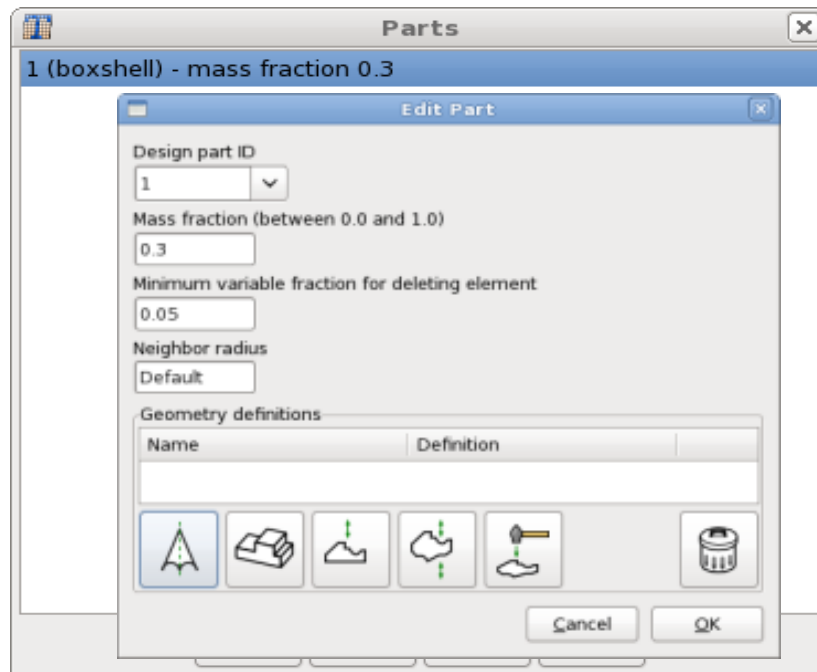 Parts
1 (boxshell) - mass fraction 0.3
Edit Part
Design part ID
1
Mass fraction (between 0.0 and 1.0)
0.3
Minimum variable fraction for deleting element
0.05
Neighbor radius
Default
Geometry definitions
Name Definition
Cancel OK